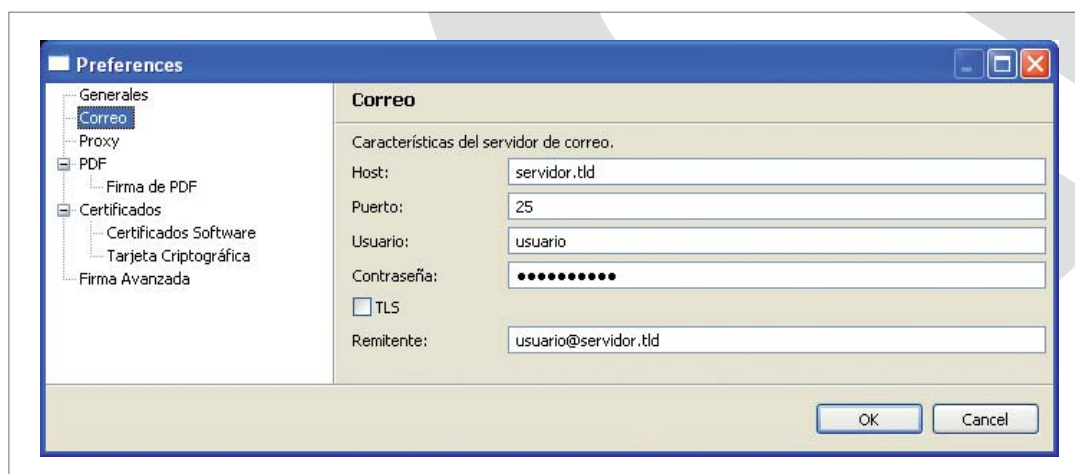 Preferences
Generales
Correo
Proxy
PDF
Firma de PDF
Certificados
Certificados Software
Tarjeta Criptográfica
Firma Avanzada
Correo
Características del servidor de correo.
Host: servidor.tld
Puerto: 25
Usuario: usuario
Contraseña: ●●●●●●●●●●
TLS
Remitente: usuario@servidor.tld
OK Cancel